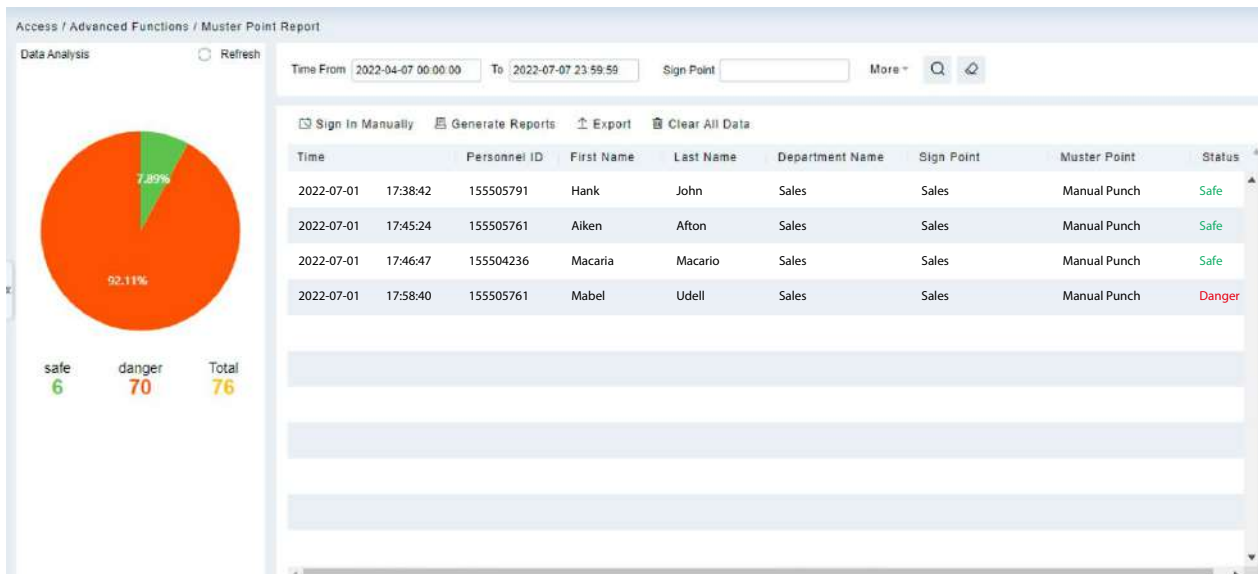 Access / Advanced Functions / Muster Point Report
Data Analysis Refresh
Time From 2022-04-07 00:00:00 To 2022-07-07 23:59:59 Sign Point More
Sign In Manually Generate Reports Export Clear All Data
Time Personnel ID First Name Last Name Department Name Sign Point Muster Point Status
2022-07-01 17:38:42 155505791 Hank John Sales Sales Manual Punch Safe
2022-07-01 17:45:24 155505761 Aiken Afton Sales Sales Manual Punch Safe
2022-07-01 17:46:47 155504236 Macaria Macario Sales Sales Manual Punch Safe
2022-07-01 17:58:40 155505761 Mabel Udell Sales Sales Manual Punch Danger
7.89%
92.11%
safe danger Total
6 70 76